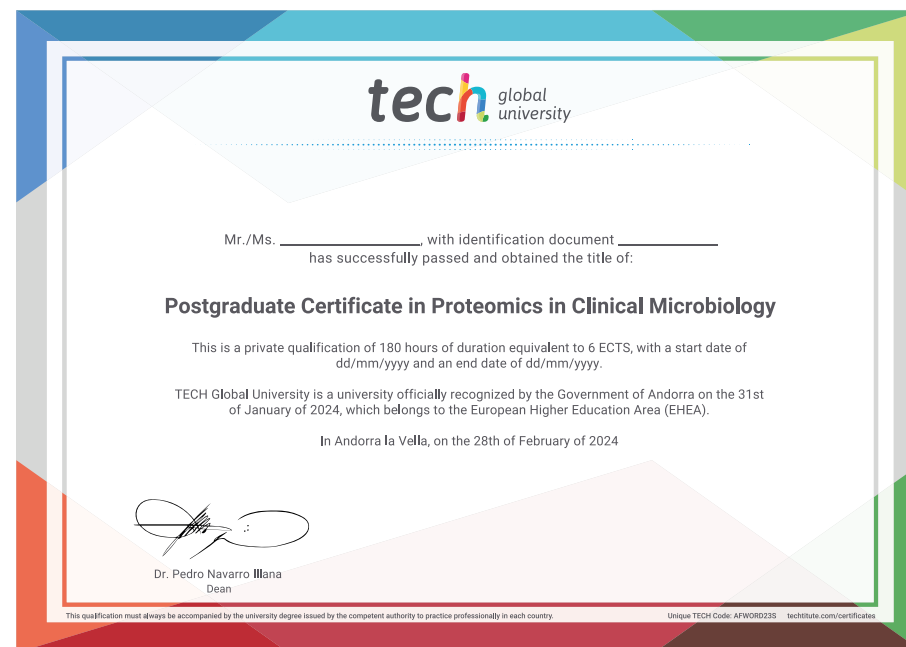 tech global university
Mr./Ms. ____________________, with identification document ______________
has successfully passed and obtained the title of:
Postgraduate Certificate in Proteomics in Clinical Microbiology
This is a private qualification of 180 hours of duration equivalent to 6 ECTS, with a start date of
dd/mm/yyyy and an end date of dd/mm/yyyy.
TECH Global University is a university officially recognized by the Government of Andorra on the 31st
of January of 2024, which belongs to the European Higher Education Area (EHEA).
In Andorra la Vella, on the 28th of February of 2024
Dr. Pedro Navarro Illana
Dean
This qualification must always be accompanied by the university degree issued by the competent authority to practice professionally in each country.
Unique TECH Code: AFWORD23S techtitute.com/certificates